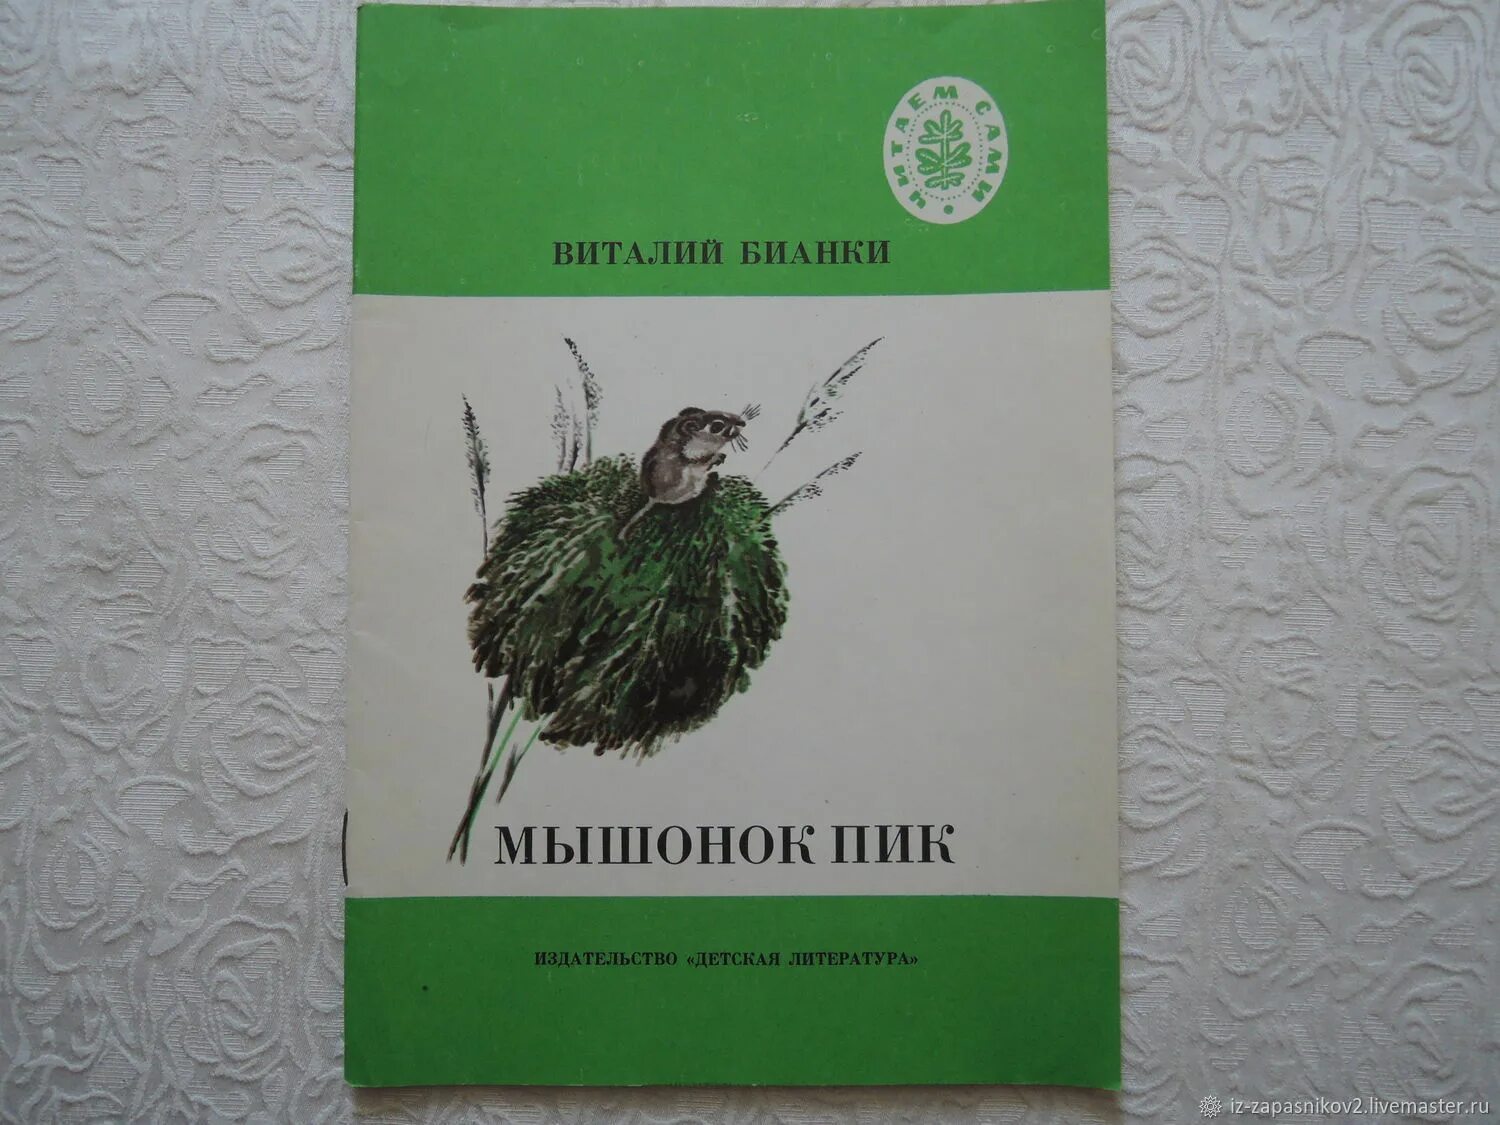 ЧИТАЕМ САМИ •
ВИТАЛИЙ БИАНКИ
МЫШОНОК ПИК
ИЗДАТЕЛЬСТВО «ДЕТСКАЯ ЛИТЕРАТУРА»
iz-zapasnikov2.livemaster.ru